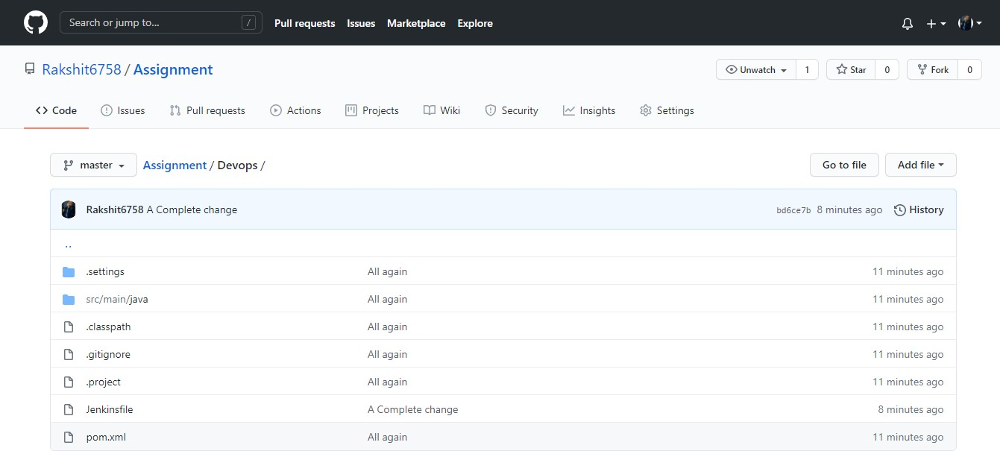 Search or jump to... / Pull requests Issues Marketplace Explore
Rakshit6758 / Assignment Unwatch 1 Star 0 Fork 0
Code Issues Pull requests Actions Projects Wiki Security Insights Settings
master Assignment / Devops / Go to file Add file
Rakshit6758 A Complete change bd6ce7b 8 minutes ago History
..
.settings All again 11 minutes ago
src/main/java All again 11 minutes ago
.classpath All again 11 minutes ago
.gitignore All again 11 minutes ago
.project All again 11 minutes ago
Jenkinsfile A Complete change 8 minutes ago
pom.xml All again 11 minutes ago